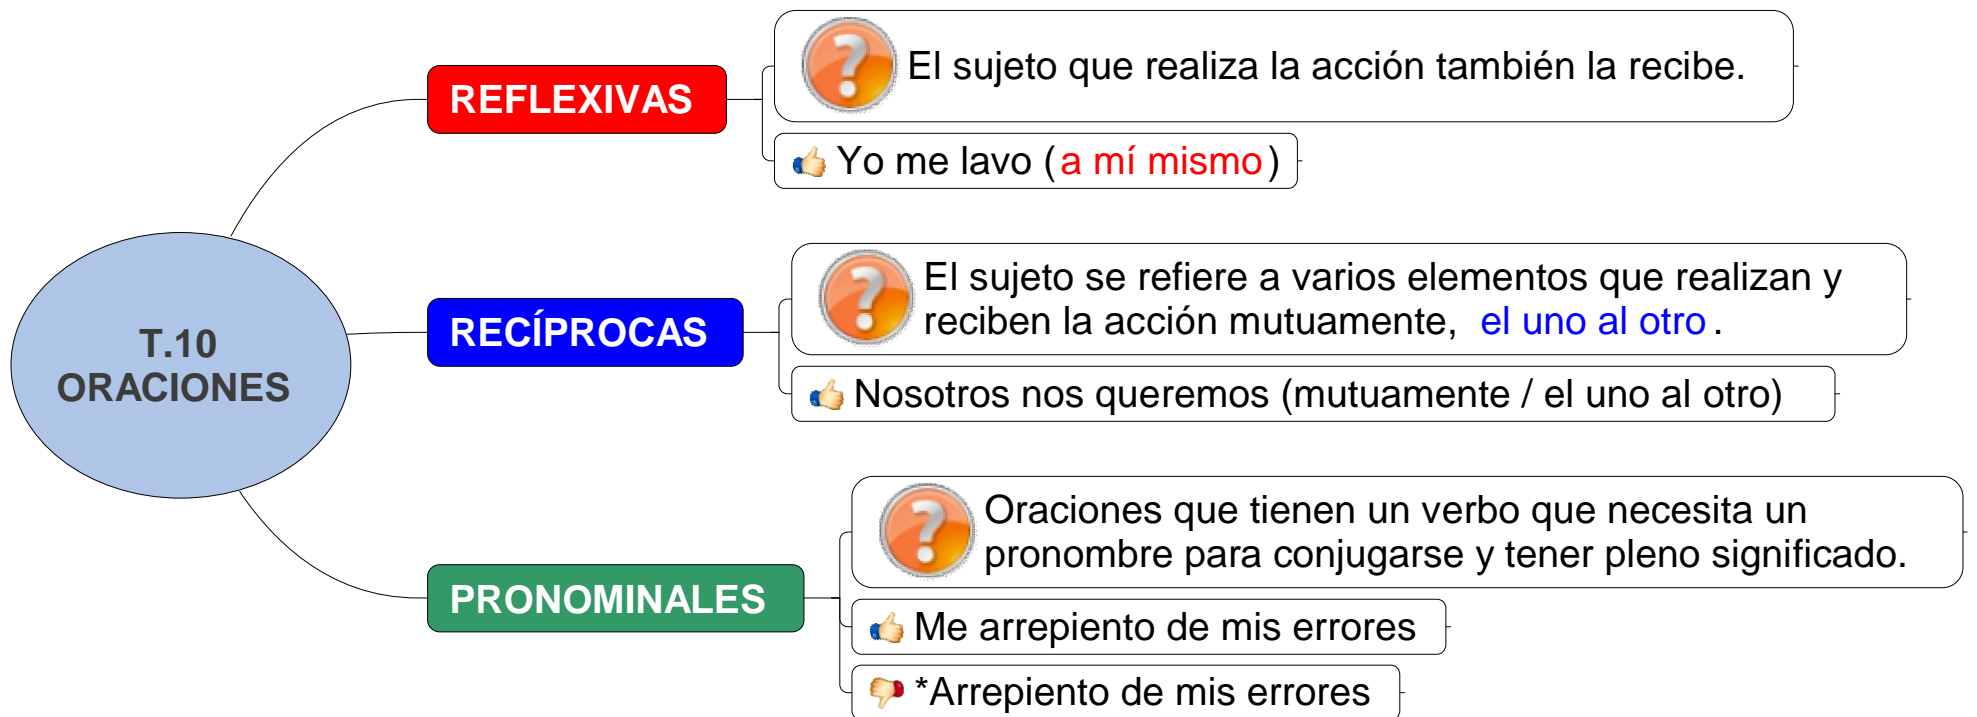 T.10
ORACIONES
REFLEXIVAS
El sujeto que realiza la acción también la recibe.
Yo me lavo (a mí mismo)
RECÍPROCAS
El sujeto se refiere a varios elementos que realizan y
reciben la acción mutuamente, el uno al otro.
Nosotros nos queremos (mutuamente / el uno al otro)
PRONOMINALES
Oraciones que tienen un verbo que necesita un
pronombre para conjugarse y tener pleno significado.
Me arrepiento de mis errores
*Arrepiento de mis errores